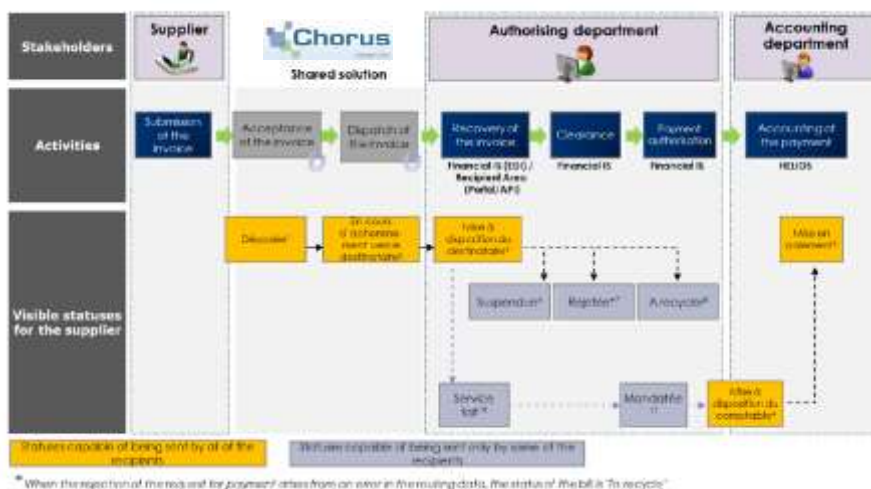 Stakeholders
Supplier
Chorus
Shared solution
Authorising department
Accounting
department
Activities
Submission
of the
invoice
Acceptance
of the invoice
Dispatch of
the invoice
Recovery of
the invoice
Clearance
Payment
authorisation
Accounting of
the payment
Financial IS (EDI) /
Recipient Area
(Portal/API)
Financial IS
Financial IS
HELIOS
Visible statuses
for the supplier
Déposée
En cours
d'achemine
ment vers le
destinataire
Mise à
disposition du
destinataire
Mise en
paiement
Suspendue
Rejetée
A recycler
Service
fait
Mandatée
Mise à
disposition du
comptable
Statuses capable of being sent by all of the
recipients
Statuses capable of being sent only by some of the
recipients
* When the rejection of the request for payment arises from an error in the routing data, the status of the bill is "To recycle"